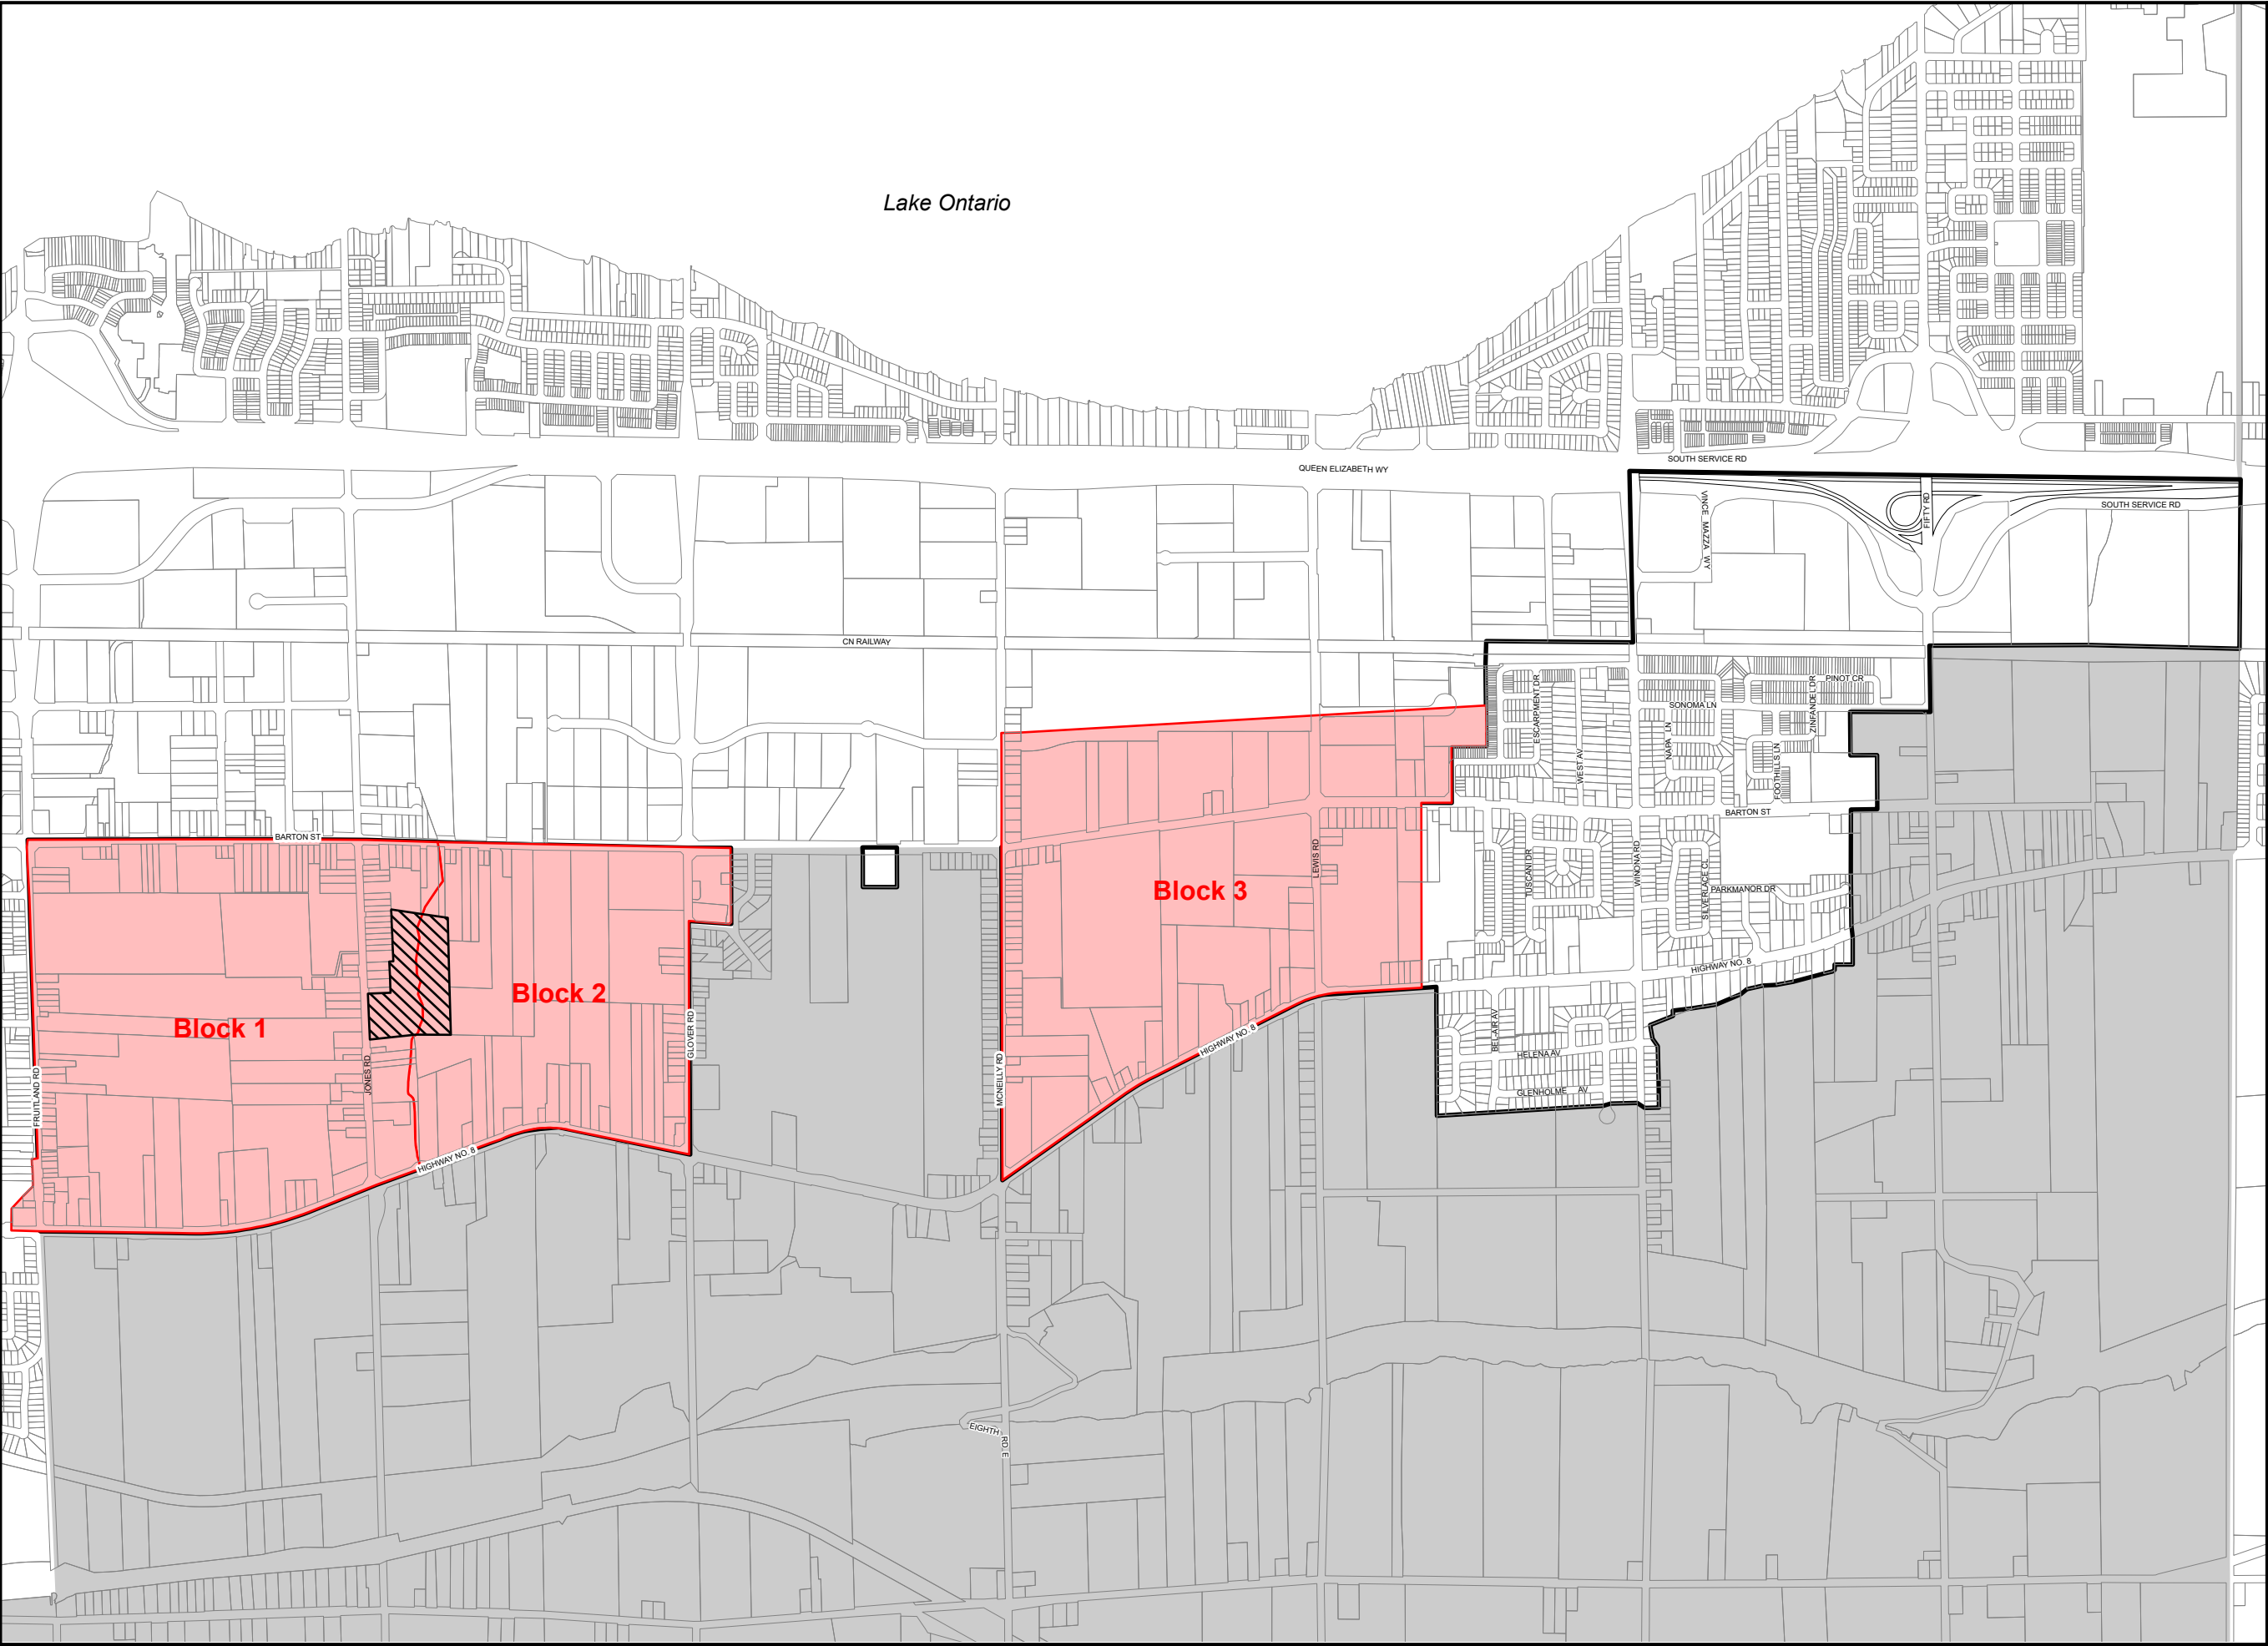 Lake Ontario
SOUTH SERVICE RD
QUEEN ELIZABETH WY
VINCE MAZZA WY
FIFTY RD
SOUTH SERVICE RD
CN RAILWAY
ESCARPMENT DR
WEST AV
PINOT CR
ZINFANDEL DR
SONOMA LN
NAPA LN
FOOTHILLS LN
BARTON ST
BARTON ST
LEWIS RD
TUSCANI DR
WINONA RD
SILVERLACE CL
PARKMANOR DR
Block 3
HIGHWAY NO. 8
Block 2
Block 1
GLOVER RD
JONES RD
FRUITLAND RD
MCNEILLY RD
HIGHWAY NO. 8
BEL-AIR AV
HELENA AV
GLENHOLME AV
HIGHWAY NO. 8
EIGHTH RD E